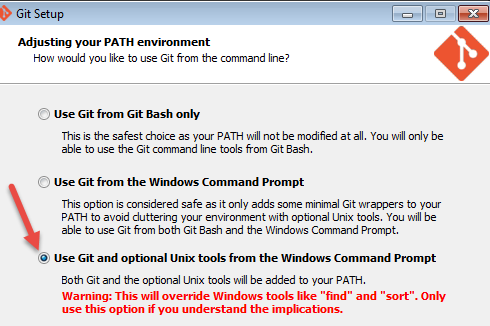 Git Setup
Adjusting your PATH environment
How would you like to use Git from the command line?
Use Git from Git Bash only
This is the safest choice as your PATH will not be modified at all. You will only be
able to use the Git command line tools from Git Bash.
Use Git from the Windows Command Prompt
This option is considered safe as it only adds some minimal Git wrappers to your
PATH to avoid cluttering your environment with optional Unix tools. You will be
able to use Git from both Git Bash and the Windows Command Prompt.
Use Git and optional Unix tools from the Windows Command Prompt
Both Git and the optional Unix tools will be added to your PATH.
Warning: This will override Windows tools like "find" and "sort". Only
use this option if you understand the implications.